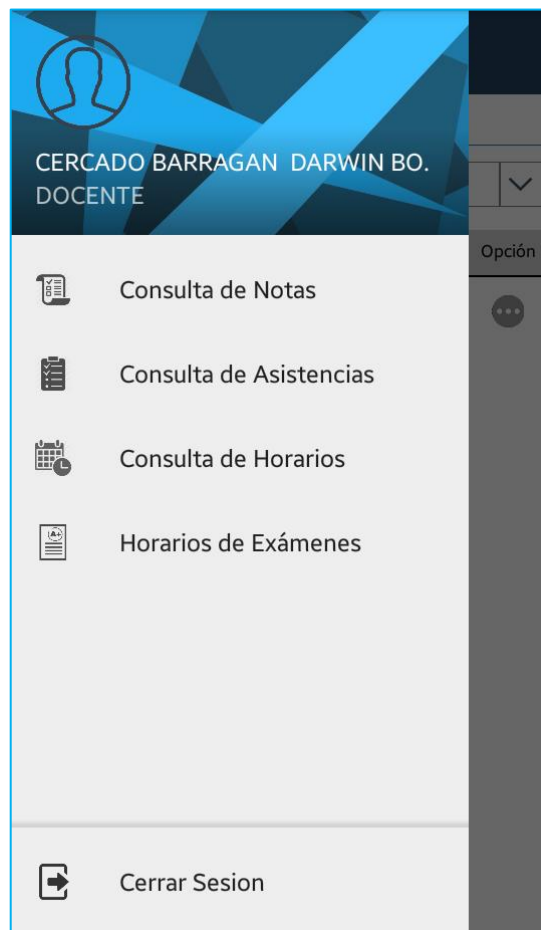 CERCADO BARRAGAN DARWIN BO.
DOCENTE
Opción
Consulta de Notas
Consulta de Asistencias
Consulta de Horarios
A+
Horarios de Exámenes
Cerrar Sesion